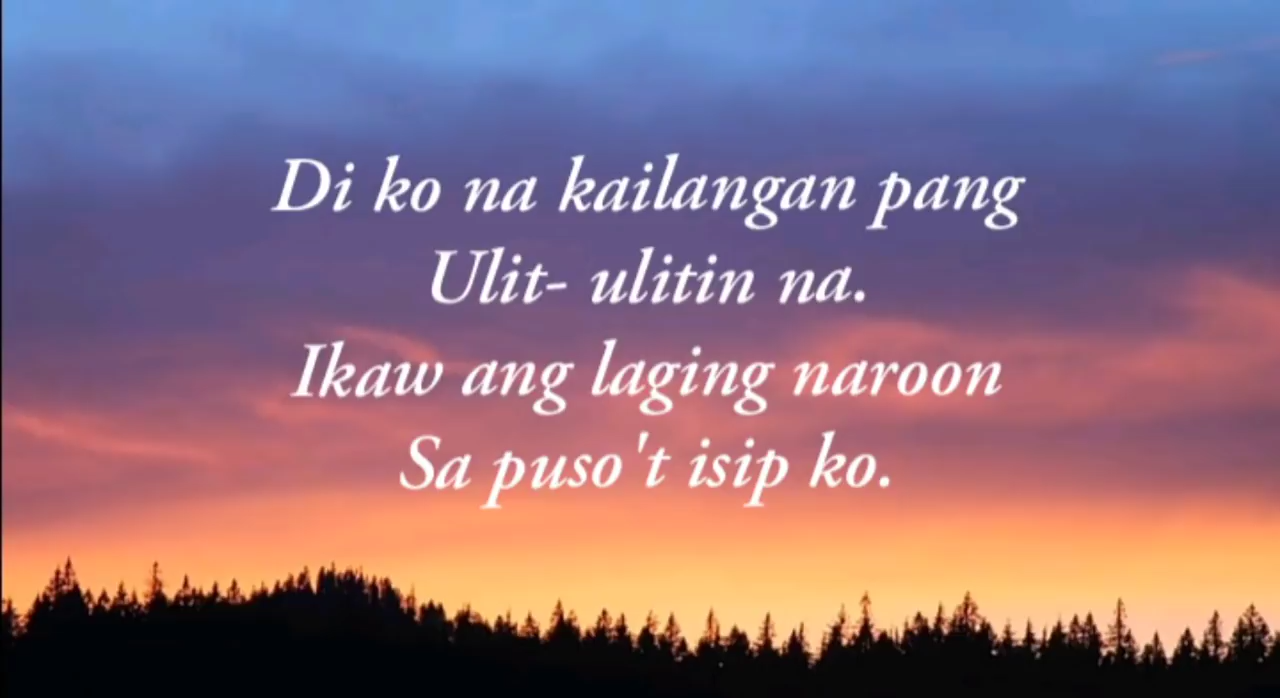 Di ko na kailangan pang
Ulit- ulitin na.
Ikaw ang laging naroon
Sa puso't isip ko.